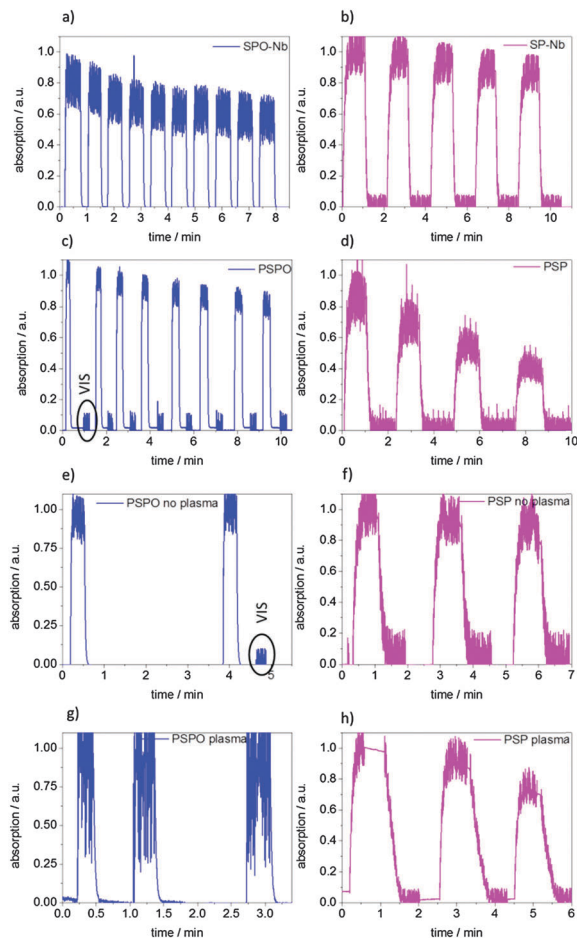 a)
b)
SPO-Nb
SP-Nb
absorption / a.u.
1.0
0.8
0.6
0.4
0.2
0.0
0 1 2 3 4 5 6 7 8
time / min
absorption / a.u.
1.0
0.8
0.6
0.4
0.2
0.0
0 2 4 6 8 10
time / min
c)
d)
PSPO
PSP
absorption / a.u.
1.0
0.8
0.6
0.4
0.2
0.0
VIS
0 2 4 6 8 10
time / min
absorption / a.u.
1.0
0.8
0.6
0.4
0.2
0.0
0 2 4 6 8 10
time / min
e)
f)
PSPO no plasma
PSP no plasma
absorption / a.u.
1.00
0.75
0.50
0.25
0.00
VIS
0 1 2 3 4 5
time / min
absorption / a.u.
1.0
0.8
0.6
0.4
0.2
0.0
0 1 2 3 4 5 6 7
time / min
g)
h)
PSPO plasma
PSP plasma
absorption / a.u.
1.00
0.75
0.50
0.25
0.00
0.0 0.5 1.0 1.5 2.0 2.5 3.0
time / min
absorption / a.u.
1.0
0.8
0.6
0.4
0.2
0.0
0 1 2 3 4 5 6
time / min